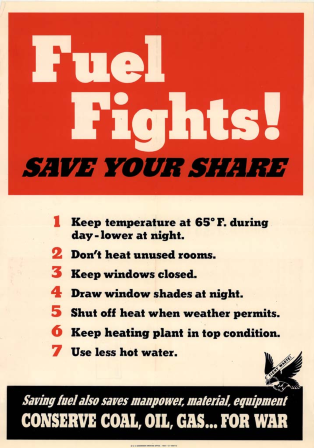 Fuel
Fights!
SAVE YOUR SHARE
1 Keep temperature at 65° F. during
day-lower at night.
2 Don't heat unused rooms.
3 Keep windows closed.
4 Draw window shades at night.
5 Shut off heat when weather permits.
6 Keep heating plant in top condition.
7 Use less hot water.
Saving fuel also saves manpower, material, equipment
CONSERVE COAL, OIL, GAS... FOR WAR